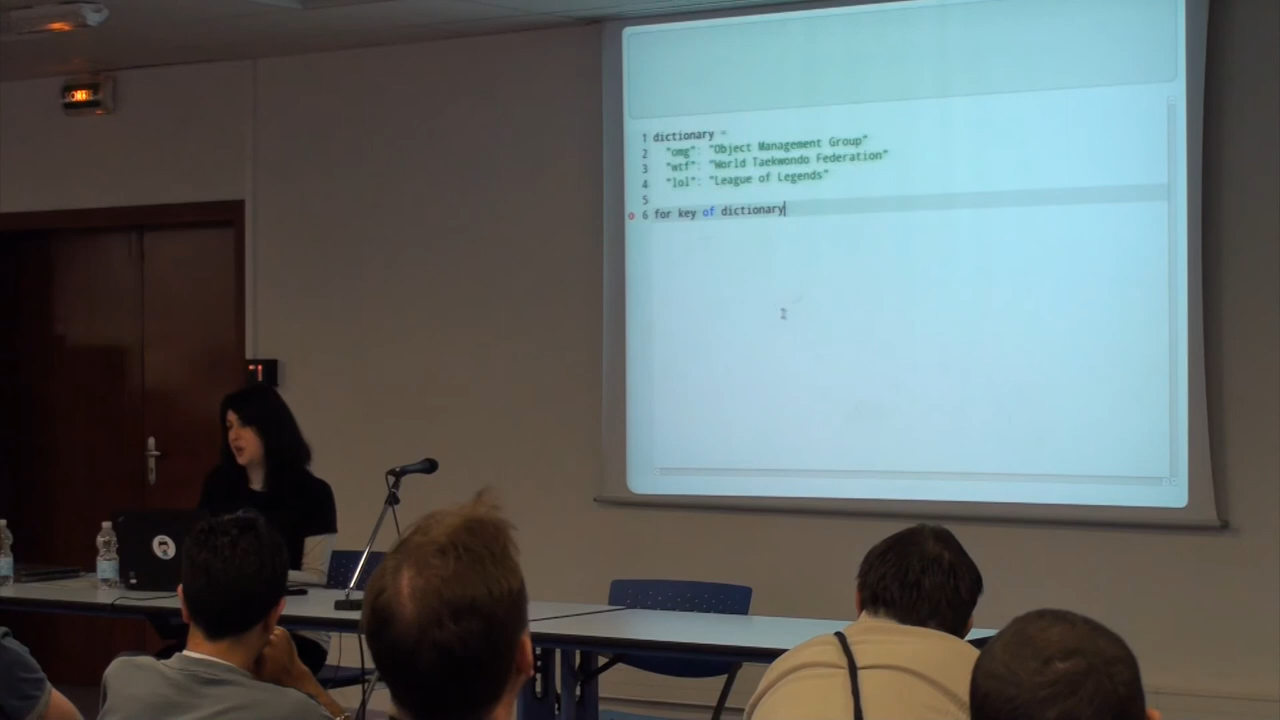 SORTIE
1 dictionary =
2 "omg": "Object Management Group"
3 "wtf": "World Taekwondo Federation"
4 "lol": "League of Legends"
5
6 for key of dictionary